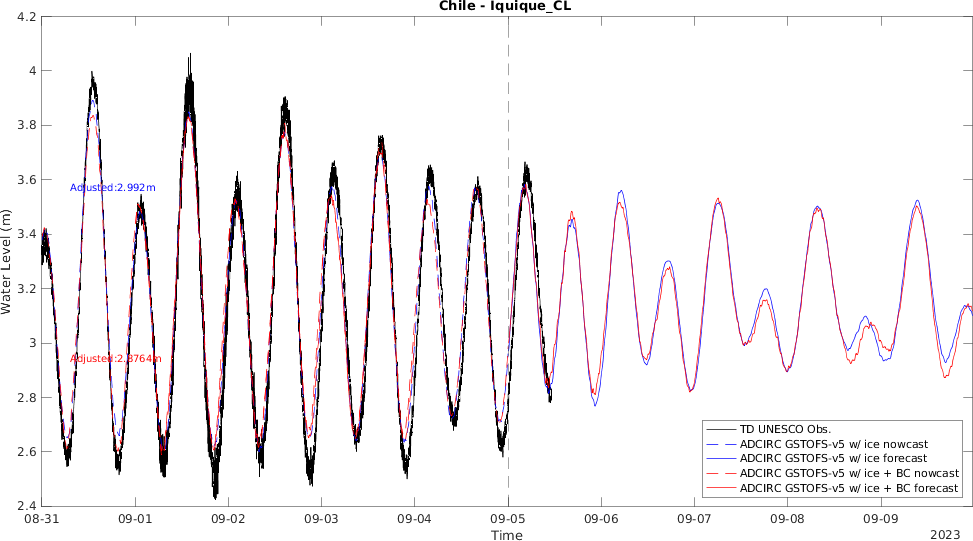 Chile - Iquique_CL
4.2
4
3.8
3.6
3.4
3.2
3
2.8
2.6
2.4
Water Level (m)
Adjusted:2.992m
Adjusted:2.8764m
TD UNESCO Obs.
ADCIRC GSTOFS-v5 w/ ice nowcast
ADCIRC GSTOFS-v5 w/ ice forecast
ADCIRC GSTOFS-v5 w/ ice + BC nowcast
ADCIRC GSTOFS-v5 w/ ice + BC forecast
08-31 09-01 09-02 09-03 09-04 09-05 09-06 09-07 09-08 09-09
Time
2023